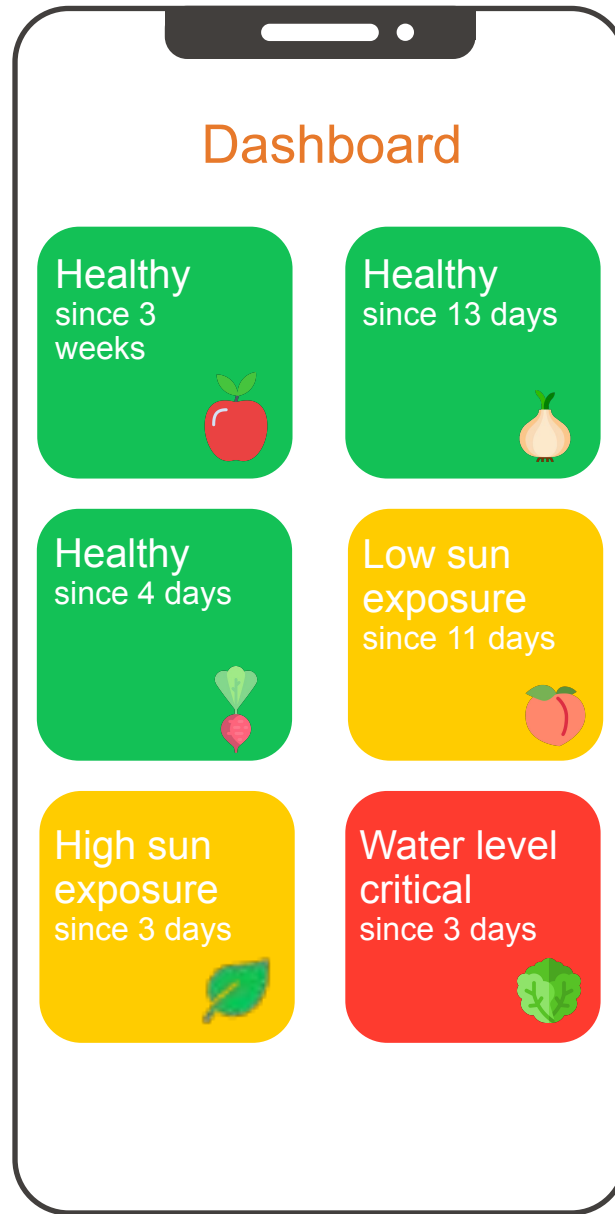 Dashboard
Healthy
since 3
weeks
Healthy
since 13 days
Healthy
since 4 days
Low sun
exposure
since 11 days
High sun
exposure
since 3 days
Water level
critical
since 3 days